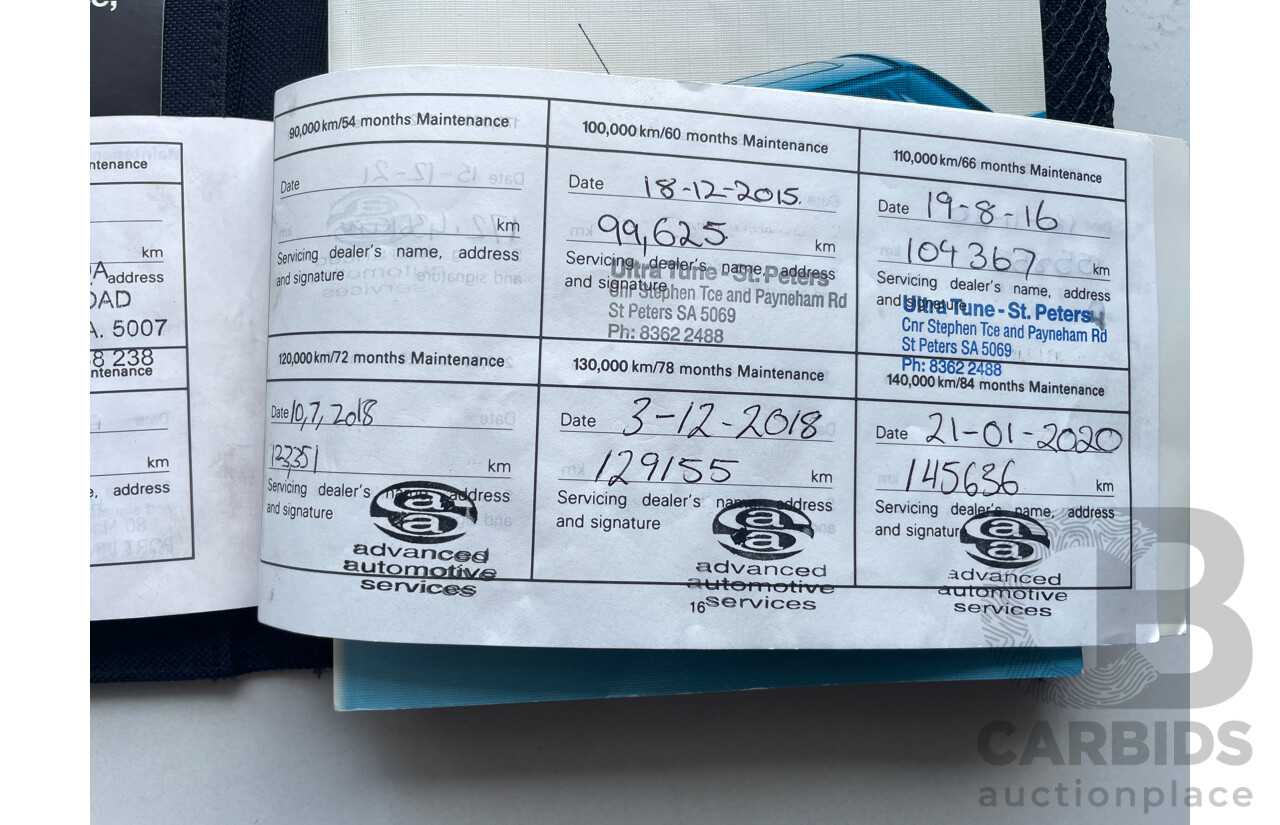 ntenance
km
address
OAD
A. 5007
8 238
ntenance
km
address
90,000 km/54 months Maintenance
Date
km
Servicing dealer's name, address
and signature
100,000 km/60 months Maintenance
Date 18-12-2015.
99,625 km
Servicing dealer's name, address
and signature
Ultra Tune - St. Peters
Cnr Stephen Tce and Payneham Rd
St Peters SA 5069
Ph: 8362 2488
110,000 km/66 months Maintenance
Date 19-8-16
104367 km
Servicing dealer's name, address
and signature
Ultra Tune - St. Peters
Cnr Stephen Tce and Payneham Rd
St Peters SA 5069
Ph: 8362 2488
120,000 km/72 months Maintenance
Date 10,7,2018
123351 km
Servicing dealer's name, address
and signature
aa
advanced
automotive
services
130,000 km/78 months Maintenance
Date 3-12-2018
129155 km
Servicing dealer's name, address
and signature
aa
advanced
automotive
services
140,000 km/84 months Maintenance
Date 21-01-2020
145636 km
Servicing dealer's name, address
and signature
aa
advanced
automotive
services
16
B
CARBIDS
auctionplace